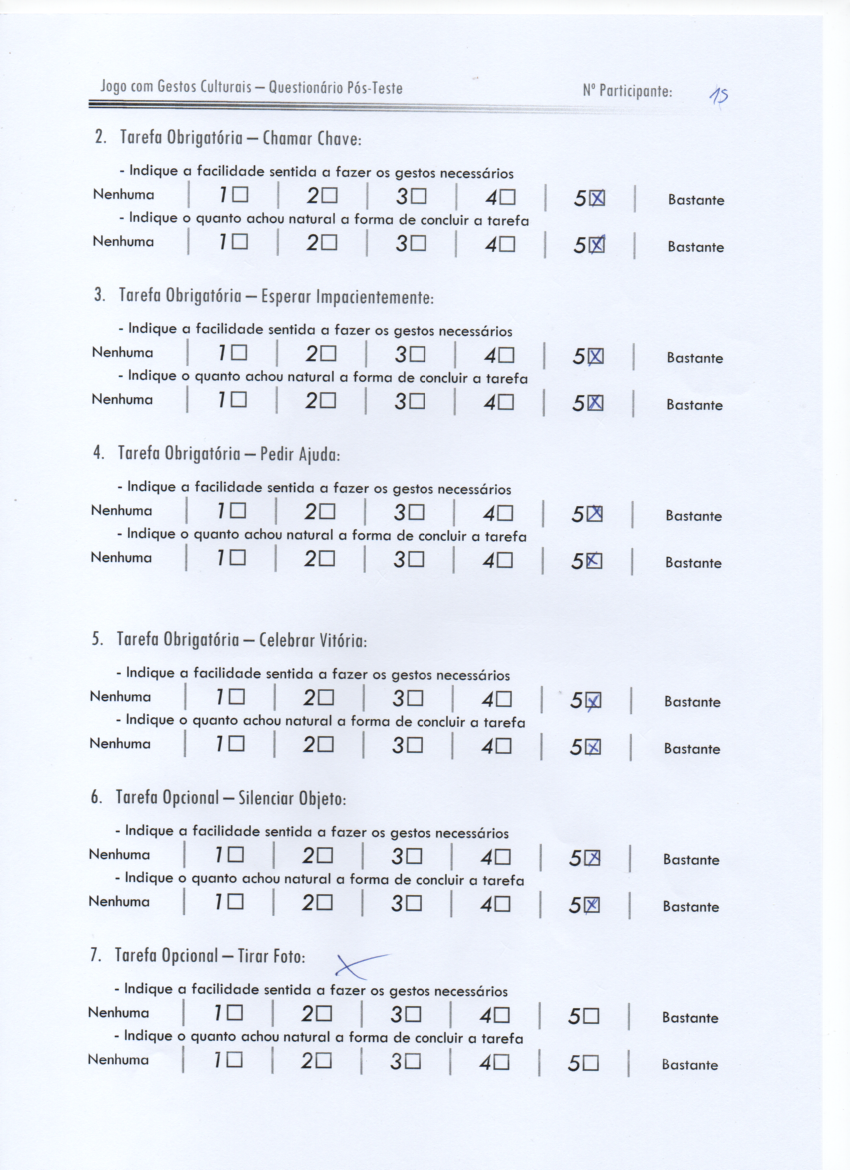 Jogo com Gestos Culturais – Questionário Pós-Teste Nº Participante: 15
2. Tarefa Obrigatória – Chamar Chave:
- Indique a facilidade sentida a fazer os gestos necessários
Nenhuma | 1☐ | 2☐ | 3☐ | 4☐ | 5☒ | Bastante
- Indique o quanto achou natural a forma de concluir a tarefa
Nenhuma | 1☐ | 2☐ | 3☐ | 4☐ | 5☒ | Bastante
3. Tarefa Obrigatória – Esperar Impacientemente:
- Indique a facilidade sentida a fazer os gestos necessários
Nenhuma | 1☐ | 2☐ | 3☐ | 4☐ | 5☒ | Bastante
- Indique o quanto achou natural a forma de concluir a tarefa
Nenhuma | 1☐ | 2☐ | 3☐ | 4☐ | 5☒ | Bastante
4. Tarefa Obrigatória – Pedir Ajuda:
- Indique a facilidade sentida a fazer os gestos necessários
Nenhuma | 1☐ | 2☐ | 3☐ | 4☐ | 5☒ | Bastante
- Indique o quanto achou natural a forma de concluir a tarefa
Nenhuma | 1☐ | 2☐ | 3☐ | 4☐ | 5☒ | Bastante
5. Tarefa Obrigatória – Celebrar Vitória:
- Indique a facilidade sentida a fazer os gestos necessários
Nenhuma | 1☐ | 2☐ | 3☐ | 4☐ | 5☒ | Bastante
- Indique o quanto achou natural a forma de concluir a tarefa
Nenhuma | 1☐ | 2☐ | 3☐ | 4☐ | 5☒ | Bastante
6. Tarefa Opcional – Silenciar Objeto:
- Indique a facilidade sentida a fazer os gestos necessários
Nenhuma | 1☐ | 2☐ | 3☐ | 4☐ | 5☒ | Bastante
- Indique o quanto achou natural a forma de concluir a tarefa
Nenhuma | 1☐ | 2☐ | 3☐ | 4☐ | 5☒ | Bastante
7. Tarefa Opcional – Tirar Foto: X
- Indique a facilidade sentida a fazer os gestos necessários
Nenhuma | 1☐ | 2☐ | 3☐ | 4☐ | 5☐ | Bastante
- Indique o quanto achou natural a forma de concluir a tarefa
Nenhuma | 1☐ | 2☐ | 3☐ | 4☐ | 5☐ | Bastante